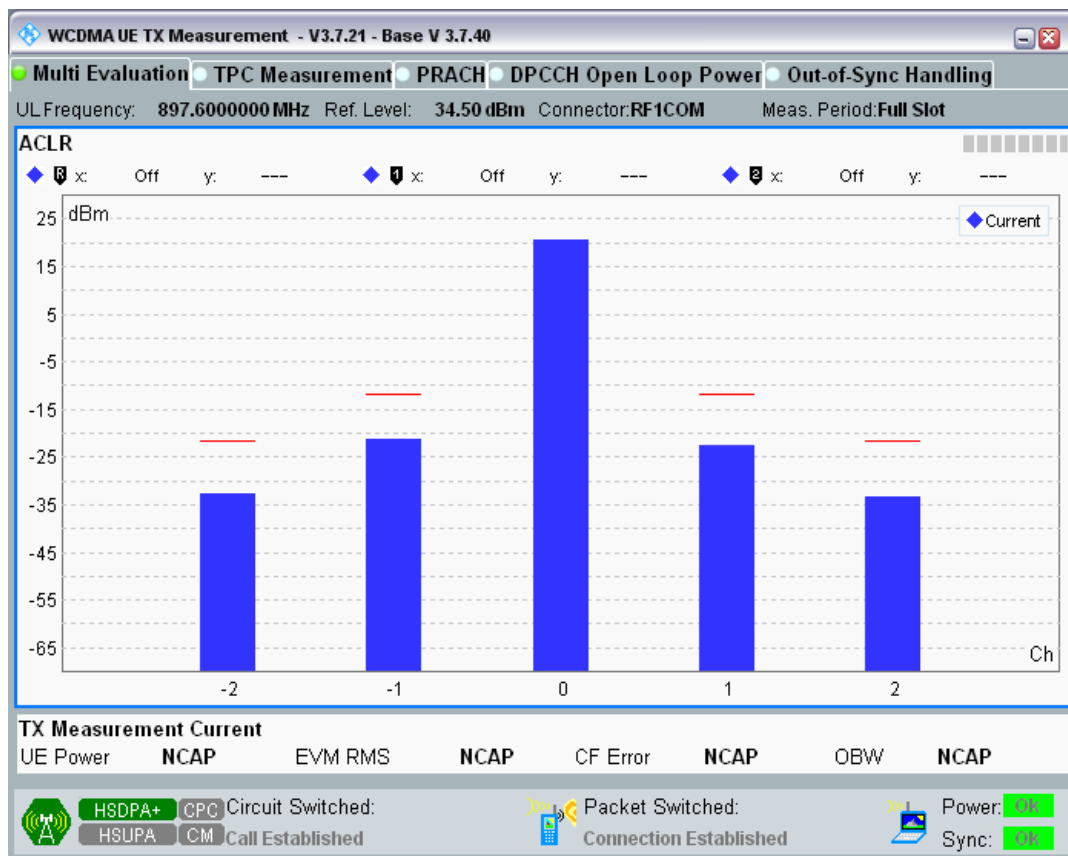 WCDMA UE TX Measurement - V3.7.21 - Base V 3.7.40
Multi Evaluation TPC Measurement PRACH DPCCH Open Loop Power Out-of-Sync Handling
UL Frequency: 897.6000000 MHz Ref. Level: 34.50 dBm Connector:RF1COM Meas. Period:Full Slot
ACLR
R x: Off y: --- 1 x: Off y: --- 2 x: Off y: ---
dBm
Current
25
15
5
-5
-15
-25
-35
-45
-55
-65
Ch
-2 -1 0 1 2
TX Measurement Current
UE Power NCAP EVM RMS NCAP CF Error NCAP OBW NCAP
HSDPA+ CPC Circuit Switched: Packet Switched: Power: OK
HSUPA CM Call Established Connection Established Sync: OK